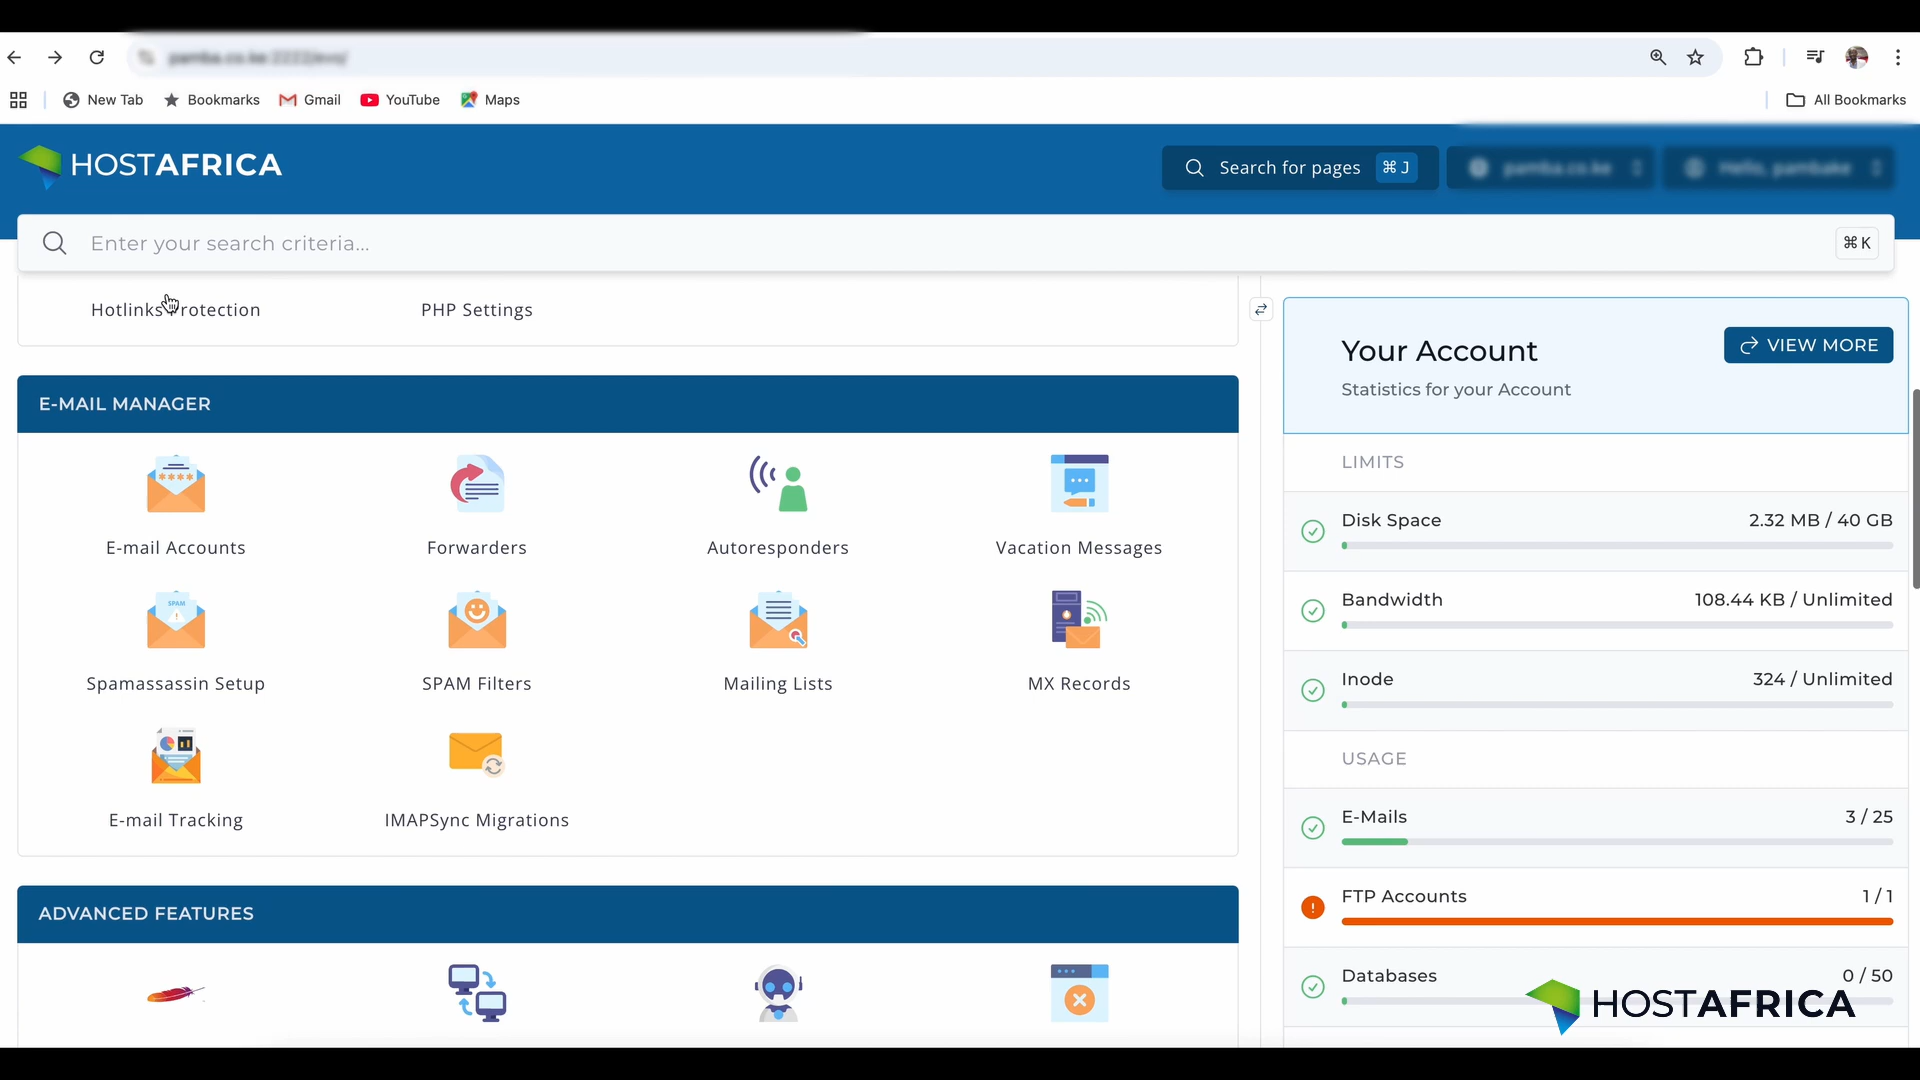 New Tab
Bookmarks
Gmail
YouTube
Maps
All Bookmarks
HOSTAFRICA
Search for pages
⌘ J
Enter your search criteria...
⌘ K
Hotlinks Protection
PHP Settings
Your Account
VIEW MORE
Statistics for your Account
E-MAIL MANAGER
E-mail Accounts
Forwarders
Autoresponders
Vacation Messages
SPAM
Spamassassin Setup
SPAM Filters
Mailing Lists
MX Records
E-mail Tracking
IMAPSync Migrations
ADVANCED FEATURES
LIMITS
Disk Space 2.32 MB / 40 GB
Bandwidth 108.44 KB / Unlimited
Inode 324 / Unlimited
USAGE
E-Mails 3 / 25
FTP Accounts 1 / 1
Databases 0 / 50
HOSTAFRICA